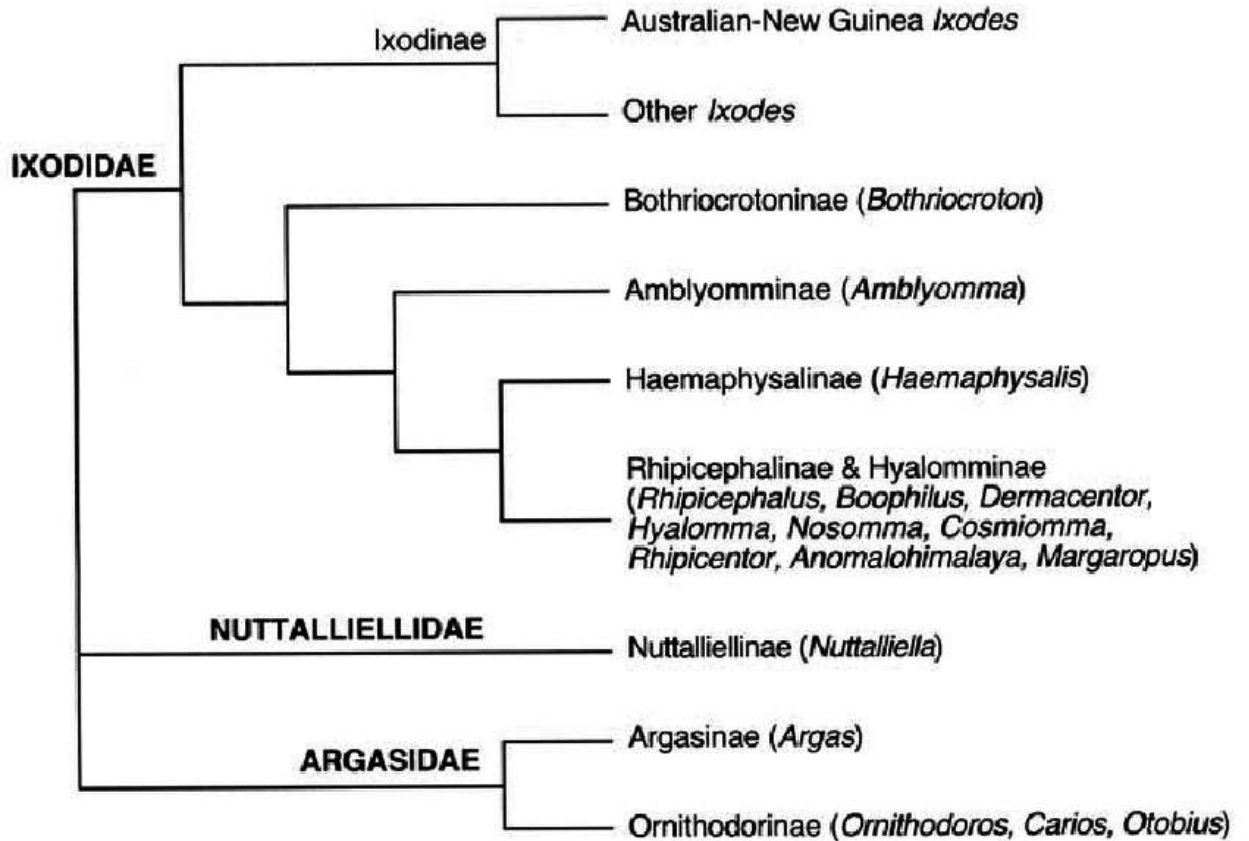 Ixodinae
Australian-New Guinea Ixodes
Other Ixodes
IXODIDAE
Bothriocrotoninae (Bothriocroton)
Amblyomminae (Amblyomma)
Haemaphysalinae (Haemaphysalis)
Rhipicephalinae & Hyalomminae
(Rhipicephalus, Boophilus, Dermacentor,
Hyalomma, Nosomma, Cosmiomma,
Rhipicentor, Anomalohimalaya, Margaropus)
NUTTALLIELLIDAE
Nuttalliellinae (Nuttalliella)
ARGASIDAE
Argasinae (Argas)
Ornithodorinae (Ornithodoros, Carios, Otobius)